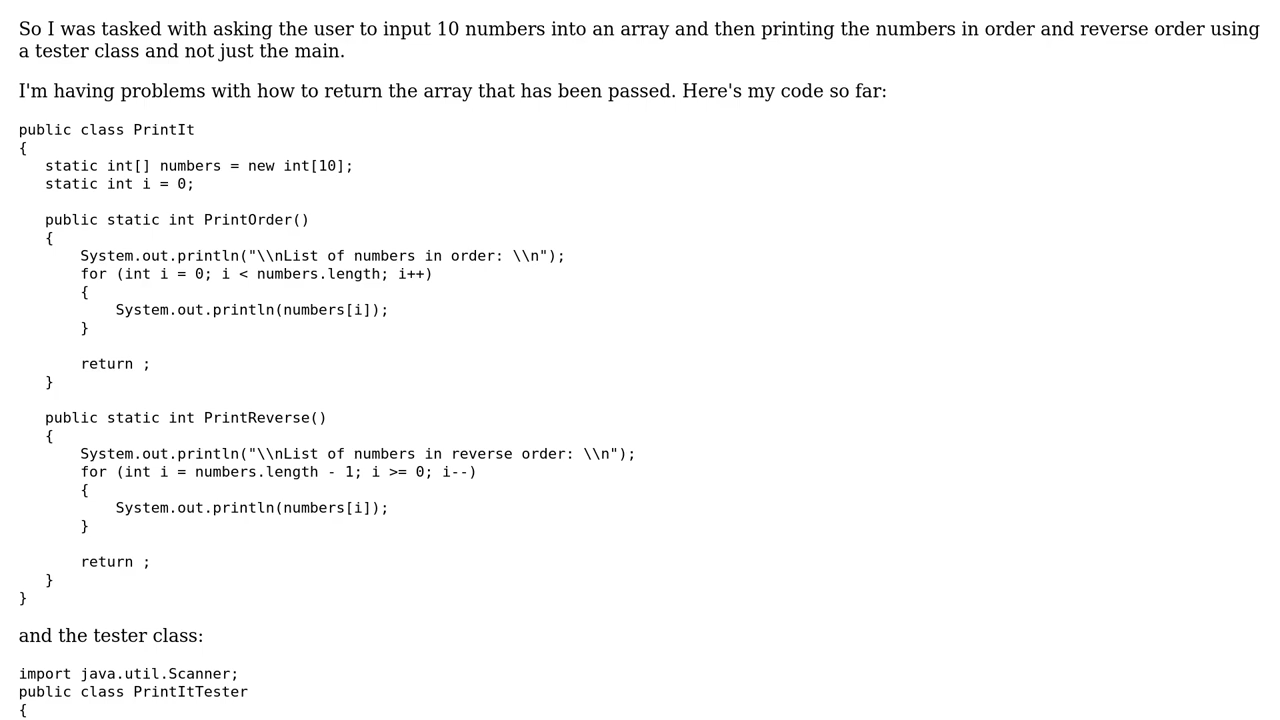 So I was tasked with asking the user to input 10 numbers into an array and then printing the numbers in order and reverse order using
a tester class and not just the main.
I'm having problems with how to return the array that has been passed. Here's my code so far:
public class PrintIt
{
   static int[] numbers = new int[10];
   static int i = 0;
   public static int PrintOrder()
   {
       System.out.println("\\nList of numbers in order: \\n");
       for (int i = 0; i < numbers.length; i++)
       {
           System.out.println(numbers[i]);
       }
       return ;
   }
   public static int PrintReverse()
   {
       System.out.println("\\nList of numbers in reverse order: \\n");
       for (int i = numbers.length - 1; i >= 0; i--)
       {
           System.out.println(numbers[i]);
       }
       return ;
   }
}
and the tester class:
import java.util.Scanner;
public class PrintItTester
{